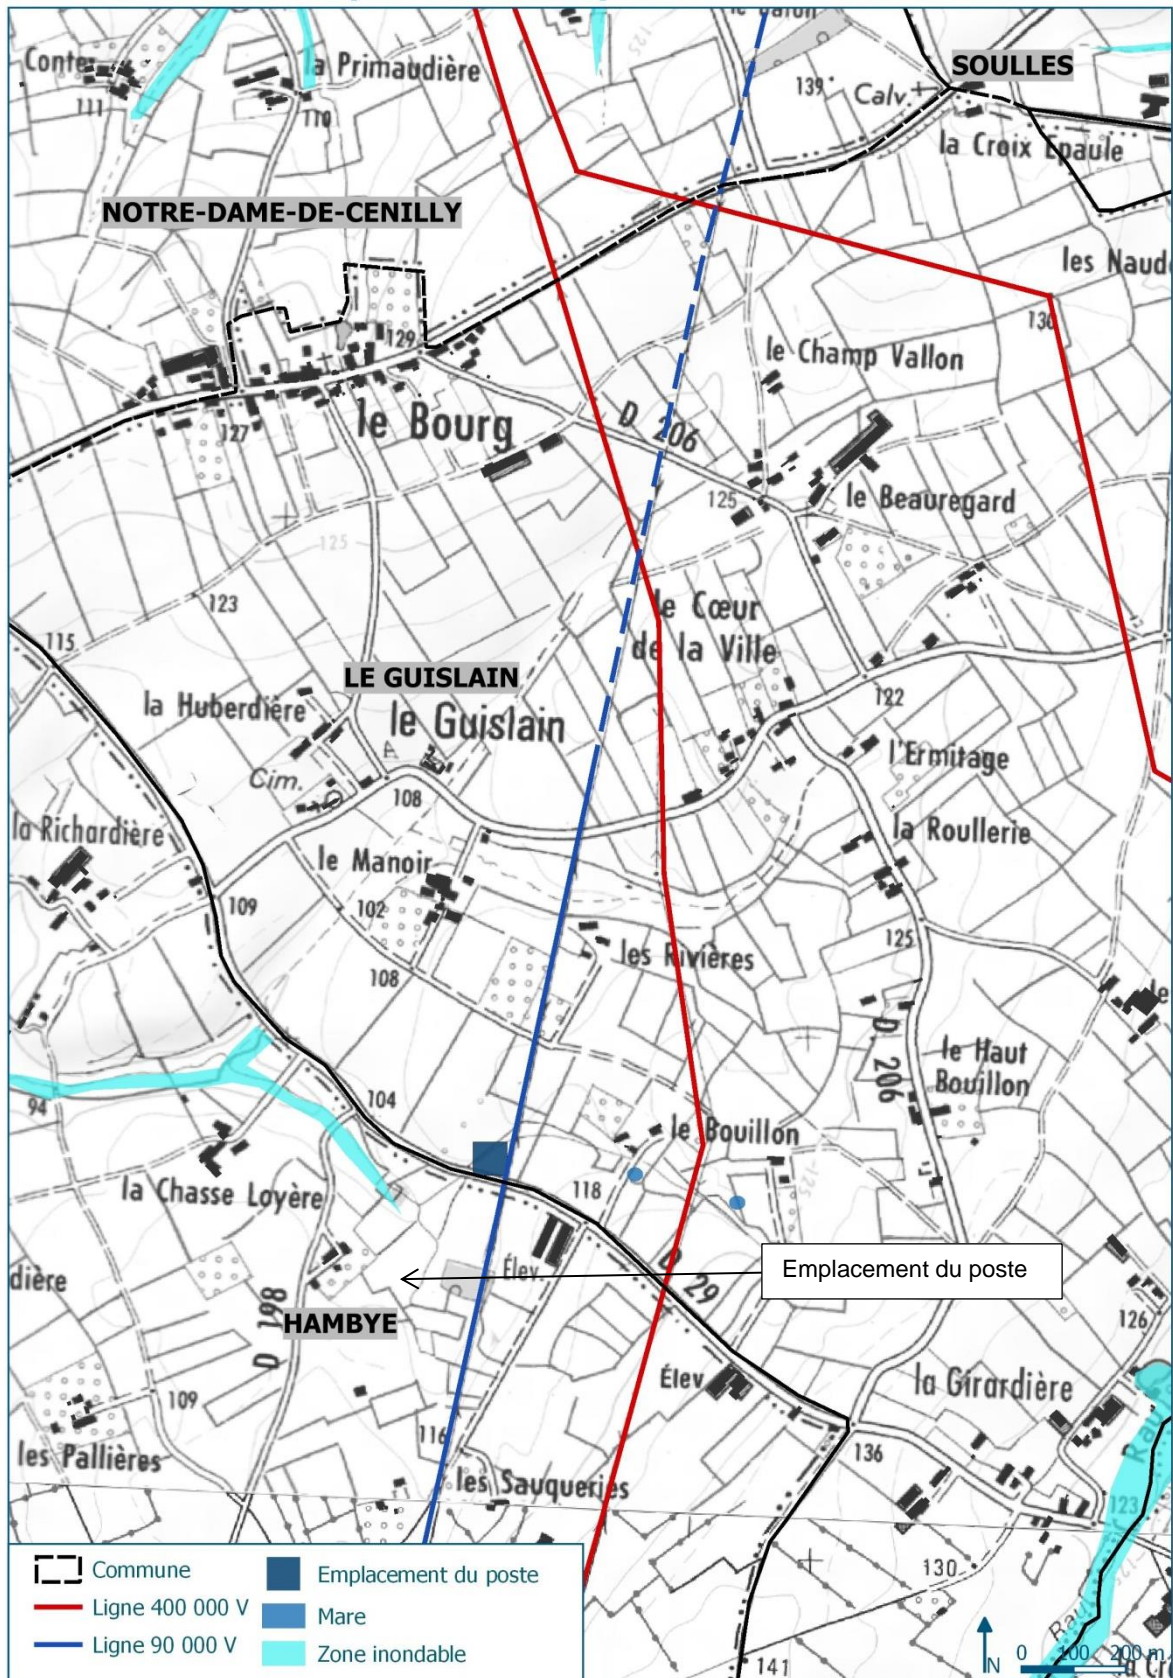 la Primaudière
111
110
SOULLES
139
Calv.
la Croix Epaule
NOTRE-DAME-DE-CENILLY
125
129
127
le Bourg
D 206
130
le Champ Vallon
125
le Beauregard
125
123
115
le Cœur
de la Ville
122
LE GUISLAIN
la Huberdière
le Guislain
Cim.
108
l'Ermitage
la Richardière
le Manoir
la Roullerie
109
102
108
les Rivières
125
le
D 206
le Haut
Bouillon
94
104
le Bouillon
118
125
la Chasse Loyère
Élev.
D 29
Emplacement du poste
dière
D 198
HAMBYE
126
Élev
la Girardière
109
116
136
les Pallières
les Sauqueries
123
130
141
Commune
Ligne 400 000 V
Ligne 90 000 V
Emplacement du poste
Mare
Zone inondable
N
0 100 200 m